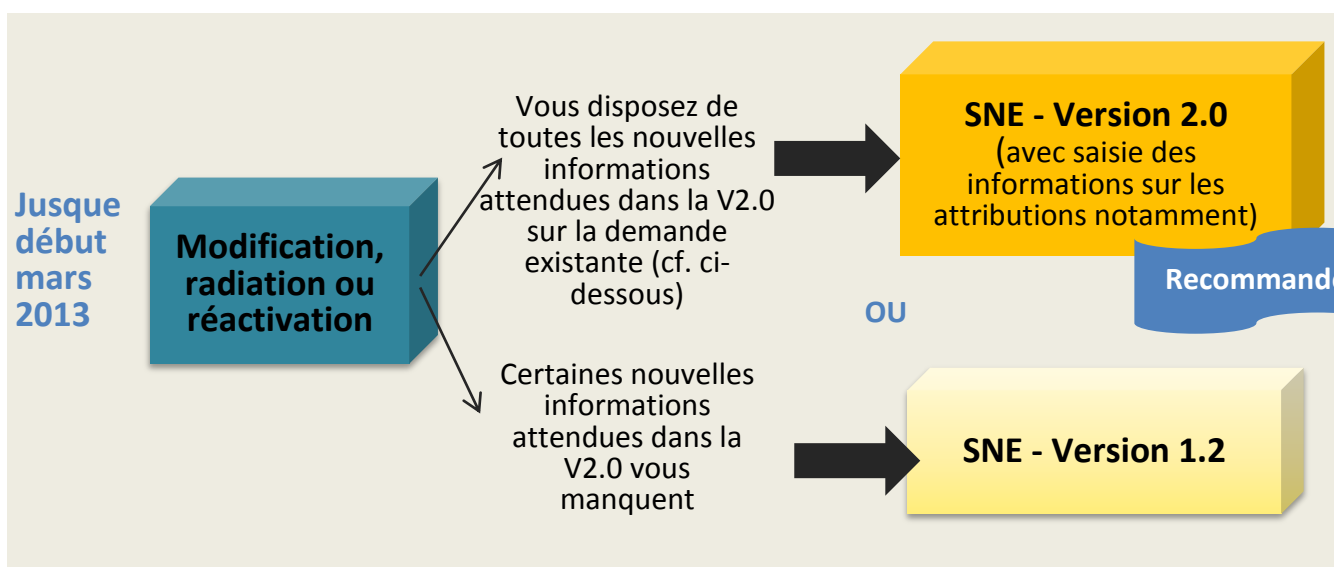 Jusque
début
mars
2013
Modification,
radiation ou
réactivation
Vous disposez de
toutes les nouvelles
informations
attendues dans la V2.0
sur la demande
existante (cf. ci-
dessous)
SNE - Version 2.0
(avec saisie des
informations sur les
attributions notamment)
Recommandé
OU
Certaines nouvelles
informations
attendues dans la
V2.0 vous
manquent
SNE - Version 1.2